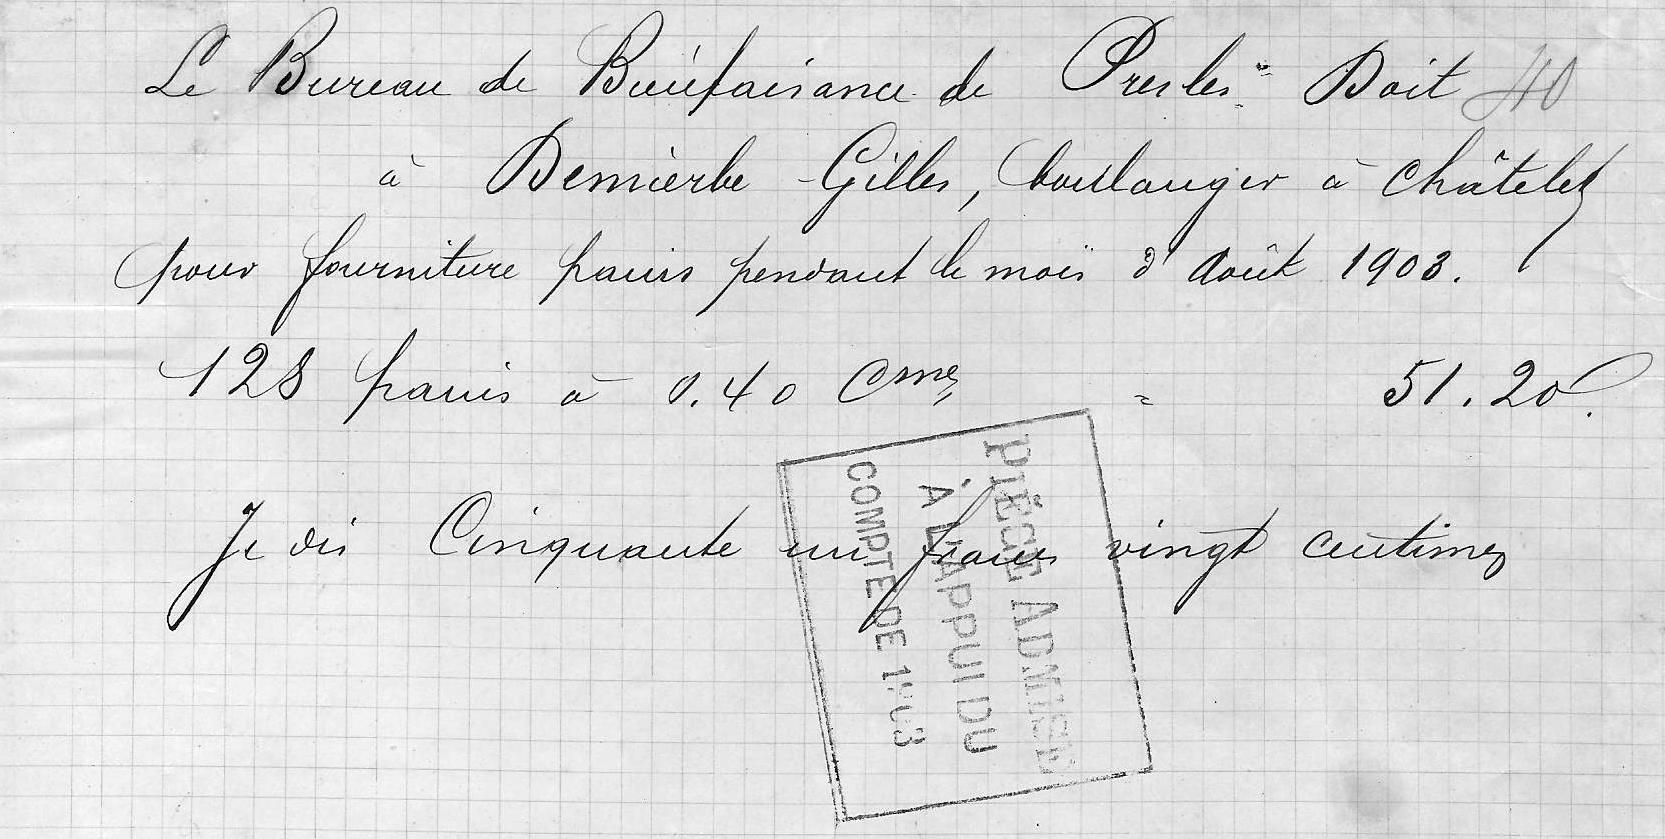 Le Bureau de Bienfaisance de Presles Doit 40
à Demierbe - Gilles, boulanger à Châtelet
pour fourniture pains pendant le mois d'Août 1903.
128 pains à 0.40 Cmes = 51.20.
Je dis Cinquante un francs vingt centimes
PIÈCE ADMISE
À L'APPUI DU
COMPTE DE 1903